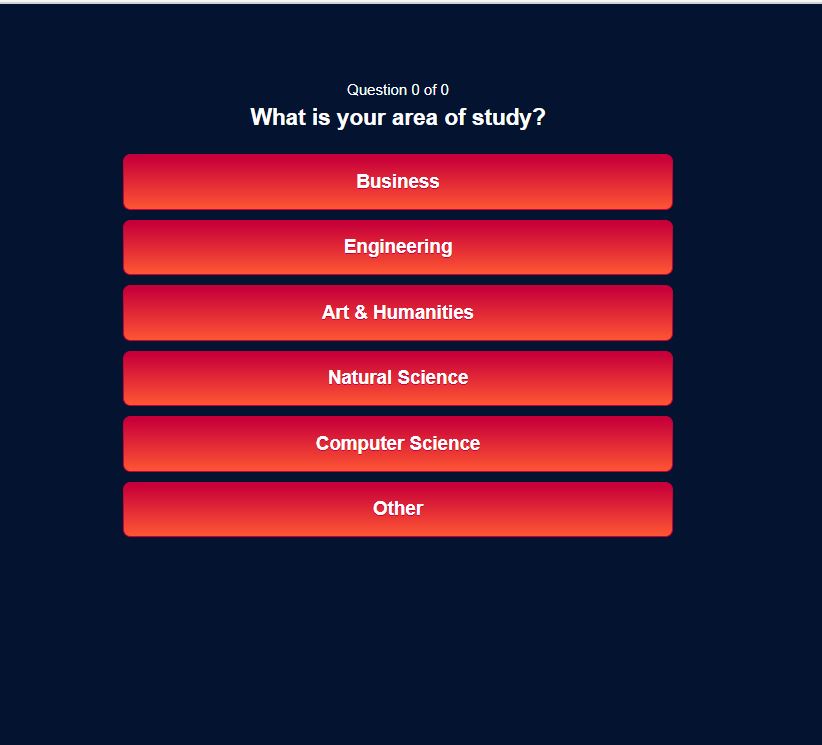 Question 0 of 0
What is your area of study?
Business
Engineering
Art & Humanities
Natural Science
Computer Science
Other